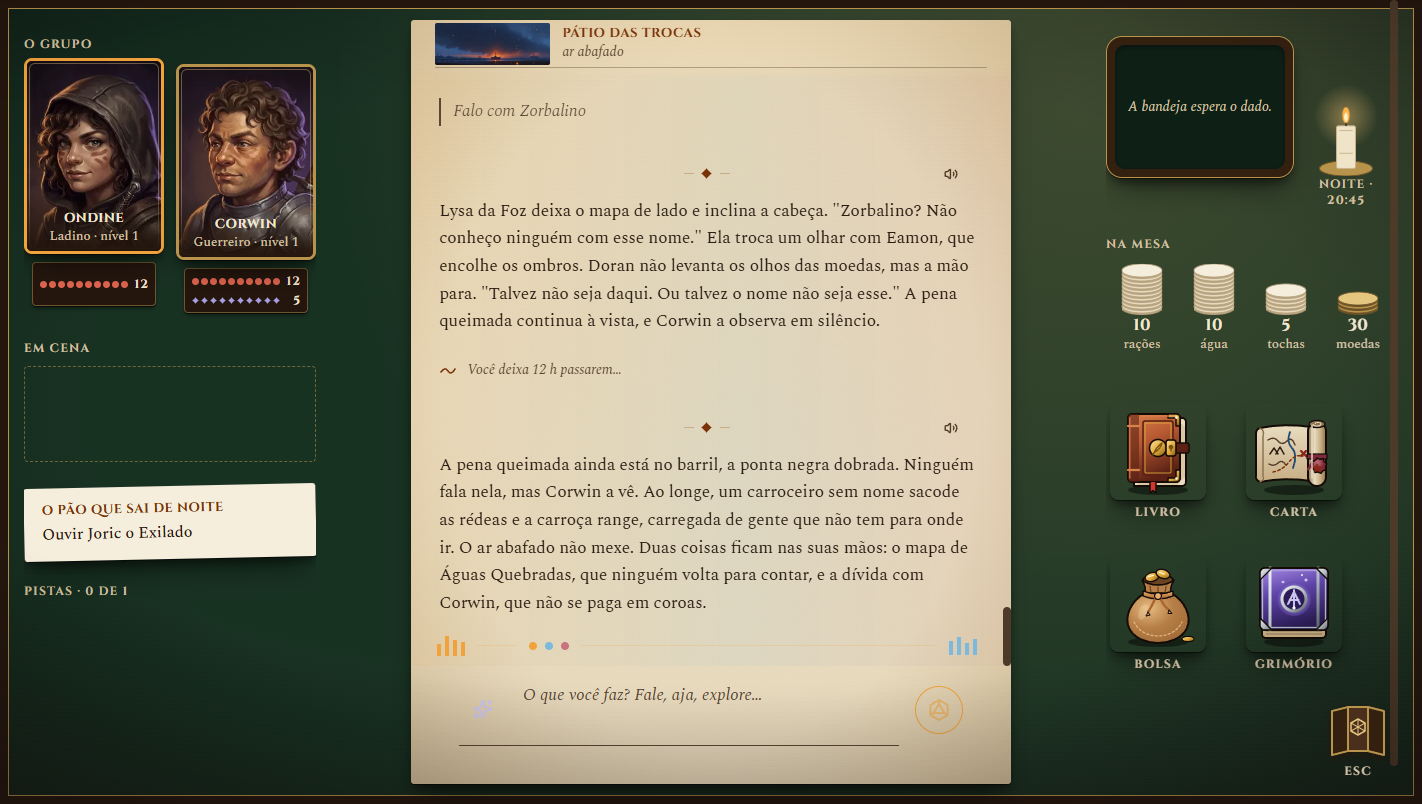 O GRUPO
ONDINE
Ladino · nível 1
12
CORWIN
Guerreiro · nível 1
12
5
EM CENA
O PÃO QUE SAI DE NOITE
Ouvir Joric o Exilado
PISTAS · 0 DE 1
PÁTIO DAS TROCAS
ar abafado
Falo com Zorbalino
Lysa da Foz deixa o mapa de lado e inclina a cabeça. "Zorbalino? Não
conheço ninguém com esse nome." Ela troca um olhar com Eamon, que
encolhe os ombros. Doran não levanta os olhos das moedas, mas a mão
para. "Talvez não seja daqui. Ou talvez o nome não seja esse." A pena
queimada continua à vista, e Corwin a observa em silêncio.
Você deixa 12 h passarem...
A pena queimada ainda está no barril, a ponta negra dobrada. Ninguém
fala nela, mas Corwin a vê. Ao longe, um carroceiro sem nome sacode
as rédeas e a carroça range, carregada de gente que não tem para onde
ir. O ar abafado não mexe. Duas coisas ficam nas suas mãos: o mapa de
Águas Quebradas, que ninguém volta para contar, e a dívida com
Corwin, que não se paga em coroas.
O que você faz? Fale, aja, explore...
A bandeja espera o dado.
NOITE ·
20:45
NA MESA
10
rações
10
água
5
tochas
30
moedas
LIVRO
CARTA
BOLSA
GRIMÓRIO
ESC